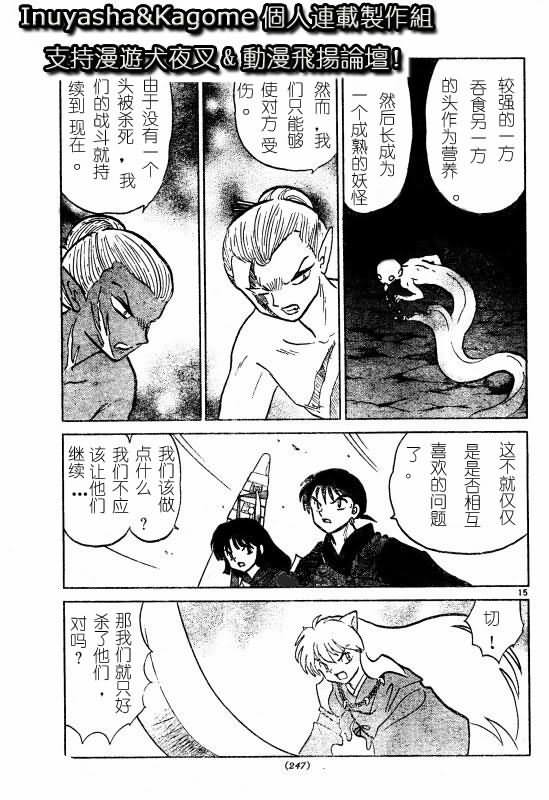 Inuyasha&Kagome 個人連載製作組
支持漫遊犬夜叉&動漫飛揚論壇!
较强的一方
吞食另一方
的头作为营养
。
然后长成为
一个成熟的妖怪
然而，我
们只能够
使对方 受
伤。
由于没有一个
头被杀死，我
们的战斗就持
续到 现在。
这不就仅仅
是是否相互
喜欢的问题
了。
我们该做
点什么？
我们不应
该让他们
继续...
15
切！
那我们就只好
杀了他们，
对吗？
(247)